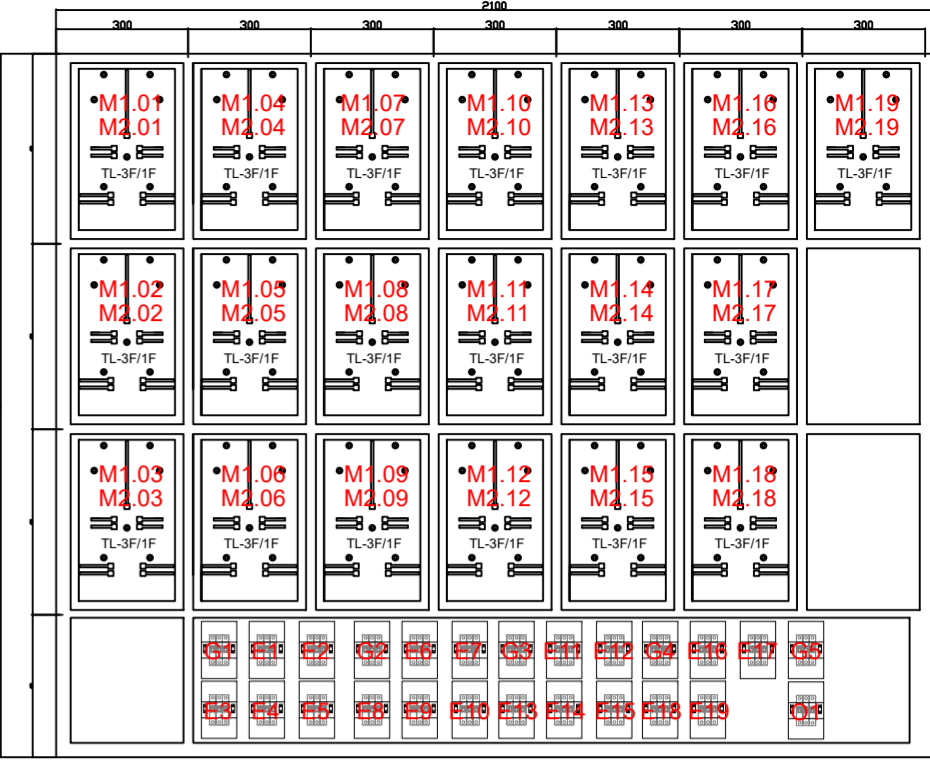 2100
300 300 300 300 300 300 300
M1.01 M1.04 M1.07 M1.10 M1.13 M1.16 M1.19
M2.01 M2.04 M2.07 M2.10 M2.13 M2.16 M2.19
TL-3F/1F TL-3F/1F TL-3F/1F TL-3F/1F TL-3F/1F TL-3F/1F TL-3F/1F
M1.02 M1.05 M1.08 M1.11 M1.14 M1.17
M2.02 M2.05 M2.08 M2.11 M2.14 M2.17
TL-3F/1F TL-3F/1F TL-3F/1F TL-3F/1F TL-3F/1F TL-3F/1F
M1.03 M1.06 M1.09 M1.12 M1.15 M1.18
M2.03 M2.06 M2.09 M2.12 M2.15 M2.18
TL-3F/1F TL-3F/1F TL-3F/1F TL-3F/1F TL-3F/1F TL-3F/1F
G1 E1 E2 G2 E6 E7 G3 E11 E12 G4 E16 E17 G5
E3 E4 E5 E8 E9 E10 E13 E14 E15 E18 E19